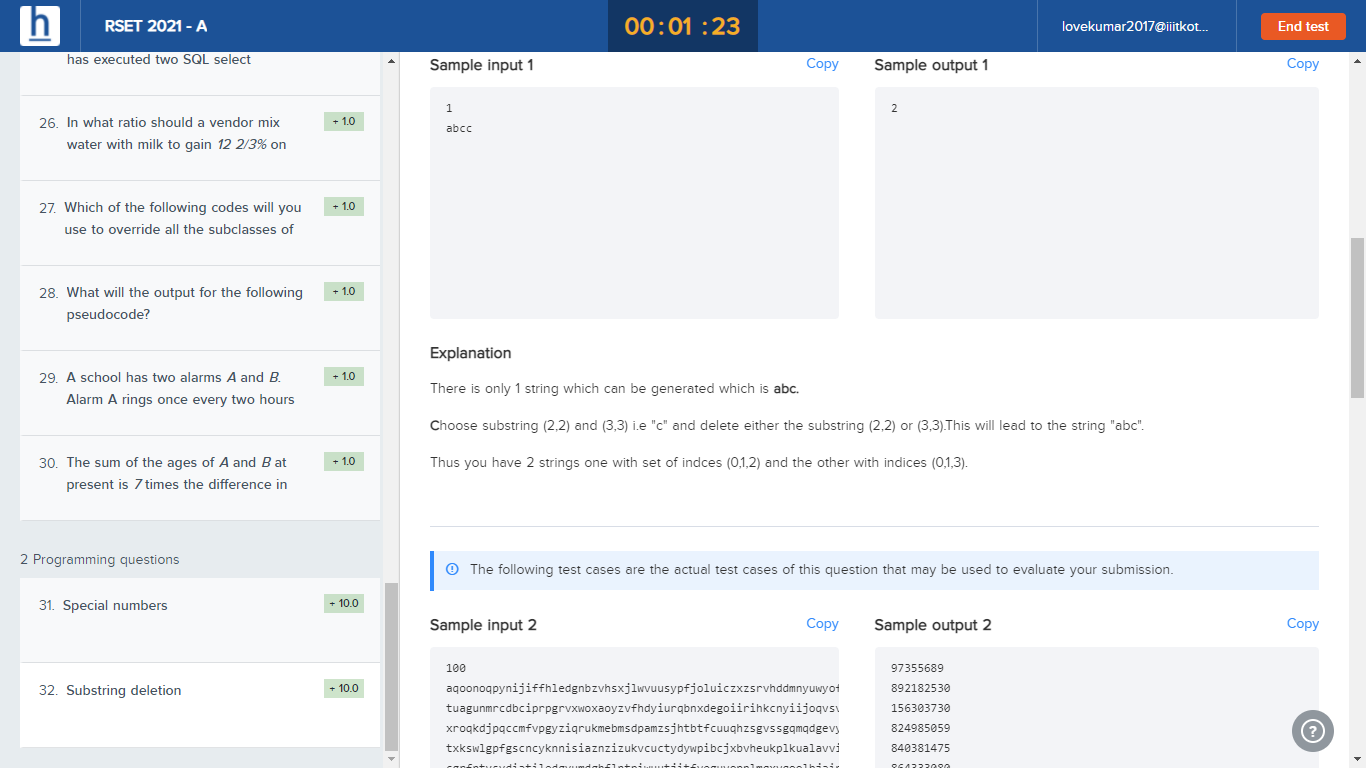 h
RSET 2021 - A
00 : 01 : 23
lovekumar2017@iiitkot...
End test
has executed two SQL select
26. In what ratio should a vendor mix + 1.0
water with milk to gain 12 2/3% on
27. Which of the following codes will you + 1.0
use to override all the subclasses of
28. What will the output for the following + 1.0
pseudocode?
29. A school has two alarms A and B. + 1.0
Alarm A rings once every two hours
30. The sum of the ages of A and B at + 1.0
present is 7 times the difference in
2 Programming questions
31. Special numbers + 10.0
32. Substring deletion + 10.0
Sample input 1 Copy
1
abcc
Sample output 1 Copy
2
Explanation
There is only 1 string which can be generated which is abc.
Choose substring (2,2) and (3,3) i.e "c" and delete either the substring (2,2) or (3,3).This will lead to the string "abc".
Thus you have 2 strings one with set of indces (0,1,2) and the other with indices (0,1,3).
The following test cases are the actual test cases of this question that may be used to evaluate your submission.
Sample input 2 Copy
100
aqoonoqpynijiffhledgnbzvhsxjlwvuusypfjoluiczxzsrvhddmnyuwyo
tuagunmrcdbciprpgrvxwoxaoyzvfhdyiurqbnxdegoiirihkcnyiijoqvsv
xroqkdjpqccmfvpgyziqrukmebmsdpamzsjhtbtfcuuqhzsgvssgqmqdgevy
txkswlgpfgscncyknnisiaznzizukvcuctydywpibcjxbvheukplkualavvi
Sample output 2 Copy
97355689
892182530
156303730
824985059
840381475
?